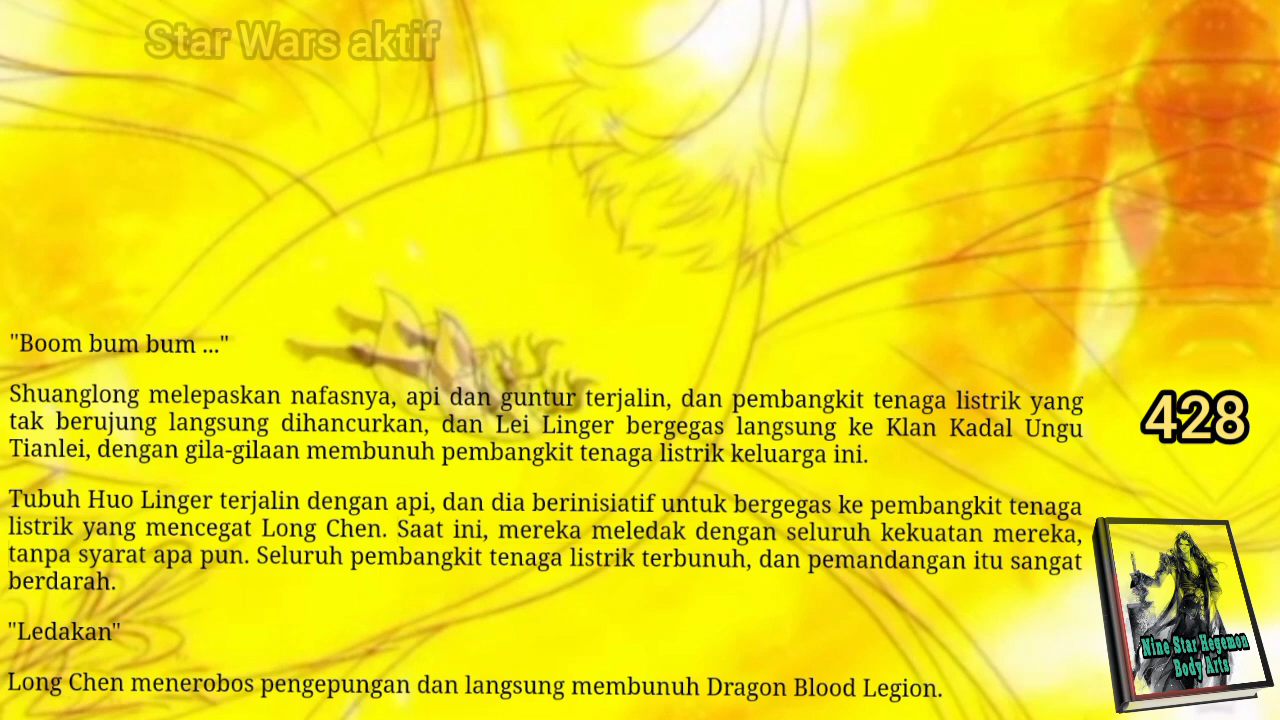 Star Wars aktif
"Boom bum bum ..."
Shuanglong melepaskan nafasnya, api dan guntur terjalin, dan pembangkit tenaga listrik yang
tak berujung langsung dihancurkan, dan Lei Linger bergegas langsung ke Klan Kadal Ungu
Tianlei, dengan gila-gilaan membunuh pembangkit tenaga listrik keluarga ini.
Tubuh Huo Linger terjalin dengan api, dan dia berinisiatif untuk bergegas ke pembangkit tenaga
listrik yang mencegat Long Chen. Saat ini, mereka meledak dengan seluruh kekuatan mereka,
tanpa syarat apa pun. Seluruh pembangkit tenaga listrik terbunuh, dan pemandangan itu sangat
berdarah.
"Ledakan"
Long Chen menerobos pengepungan dan langsung membunuh Dragon Blood Legion.
428
Nine Star Hegemon
Body Arts